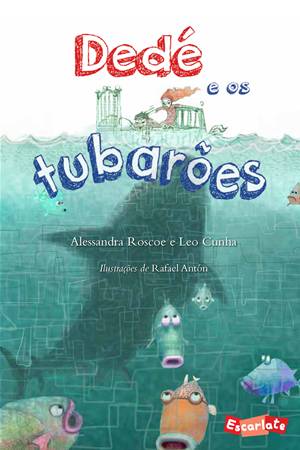 Dedé
e os
tubarões
Alessandra Roscoe e Leo Cunha
Ilustrações de Rafael Antón
Escarlate